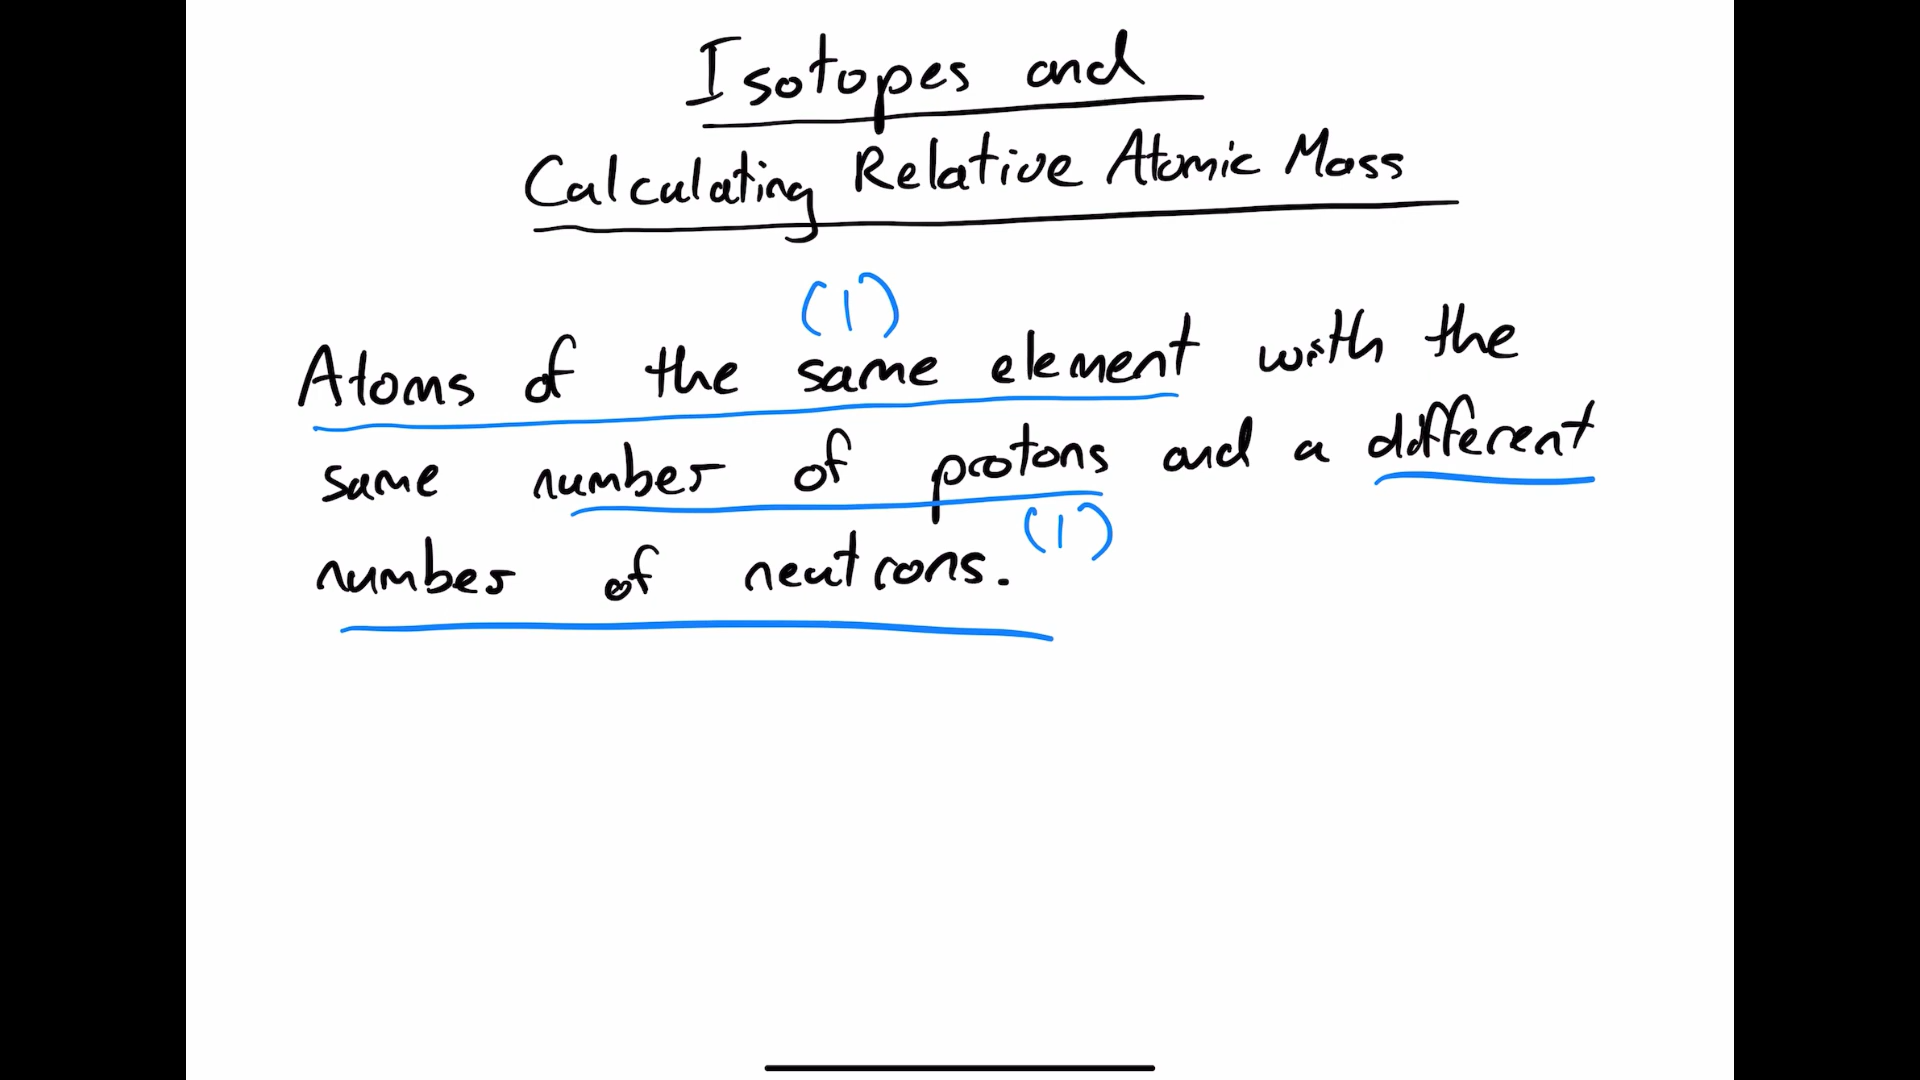 Isotopes and
Calculating Relative Atomic Mass
(1)
Atoms of the same element with the
same number of protons and a different
(1)
number of neutrons.